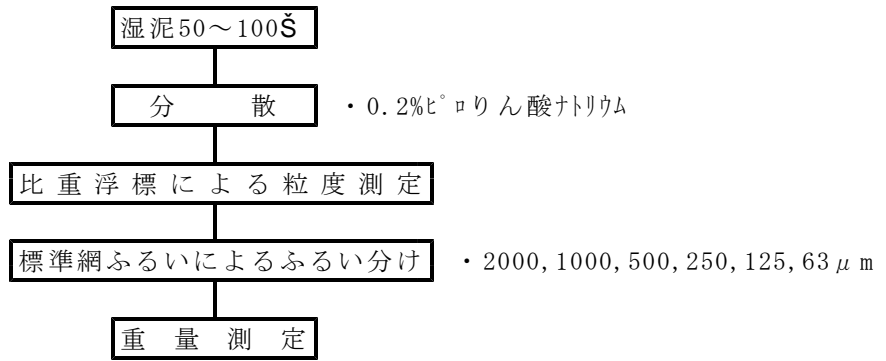 湿泥50～100Š
分　散　・0.2%ﾋﾟﾛりん酸ﾅﾄﾘｳﾑ
比重浮標による粒度測定
標準網ふるいによるふるい分け　・2000,1000,500,250,125,63μm
重量測定